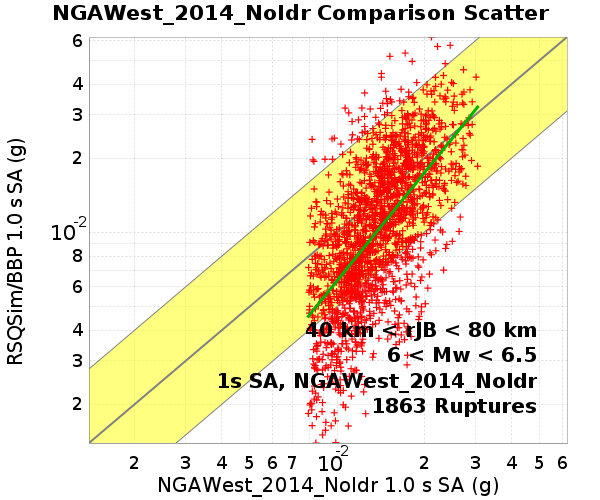 NGAWest_2014_NoIdr Comparison Scatter
6
4
3
2
10-2
8
6
4
3
2
RSQSim/BBP 1.0 s SA (g)
40 km < rJB < 80 km
6 < Mw < 6.5
1s SA, NGAWest_2014_NoIdr
1863 Ruptures
2 3 4 5 6 7 10-2 2 3 4 5 6
NGAWest_2014_NoIdr 1.0 s SA (g)